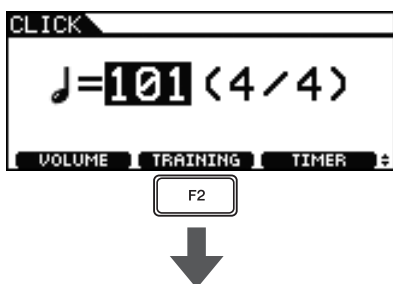 CLICK
♩=101(4/4)
VOLUME TRAINING TIMER
F2